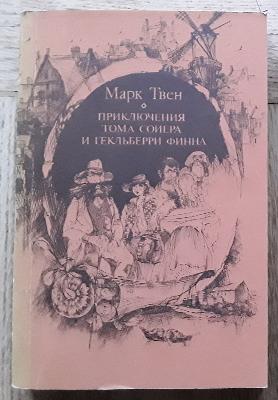 Марк Твен
ПРИКЛЮЧЕНИЯ
ТОМА СОЙЕРА
И ГЕКЛЬБЕРРИ ФИННА